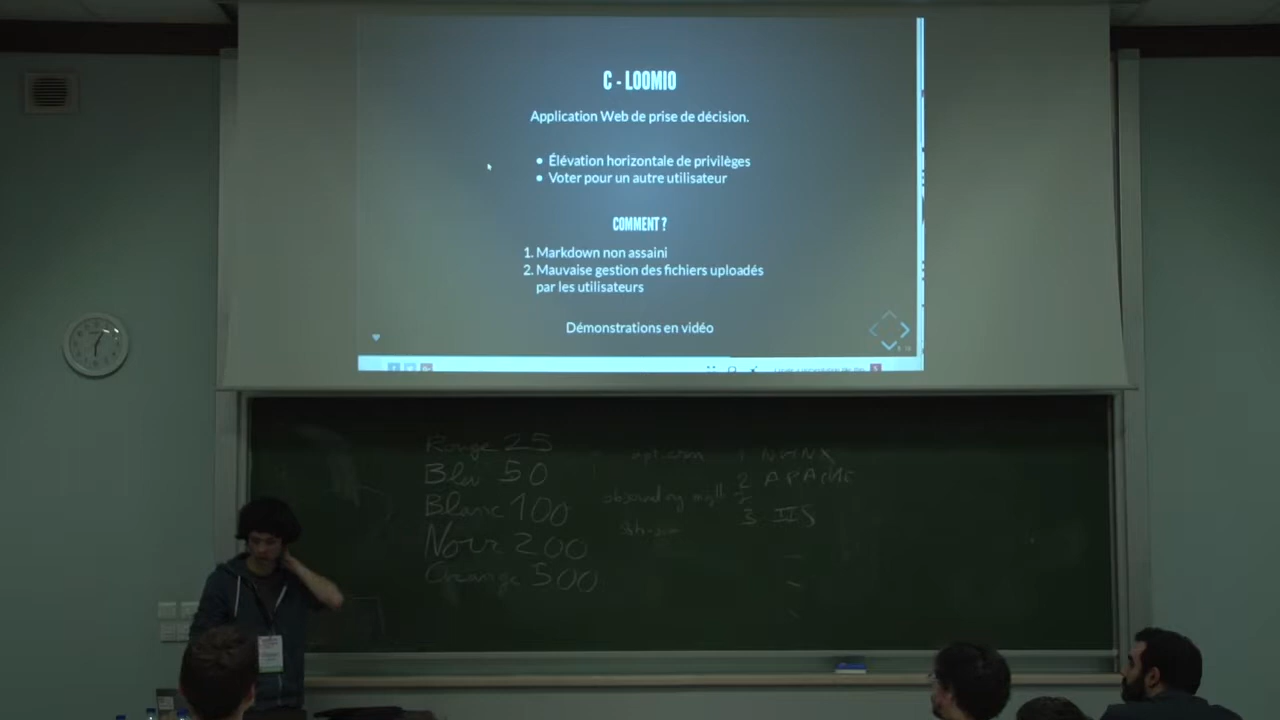 C - LOOMIO
Application Web de prise de décision.
• Élévation horizontale de privilèges
• Voter pour un autre utilisateur
COMMENT ?
1. Markdown non assaini
2. Mauvaise gestion des fichiers uploadés
par les utilisateurs
Démonstrations en vidéo
Rouge 25
Bleu 50
Blanc 100
Noir 200
Orange 500
1 NGINX
2 APACHE
3 IIS